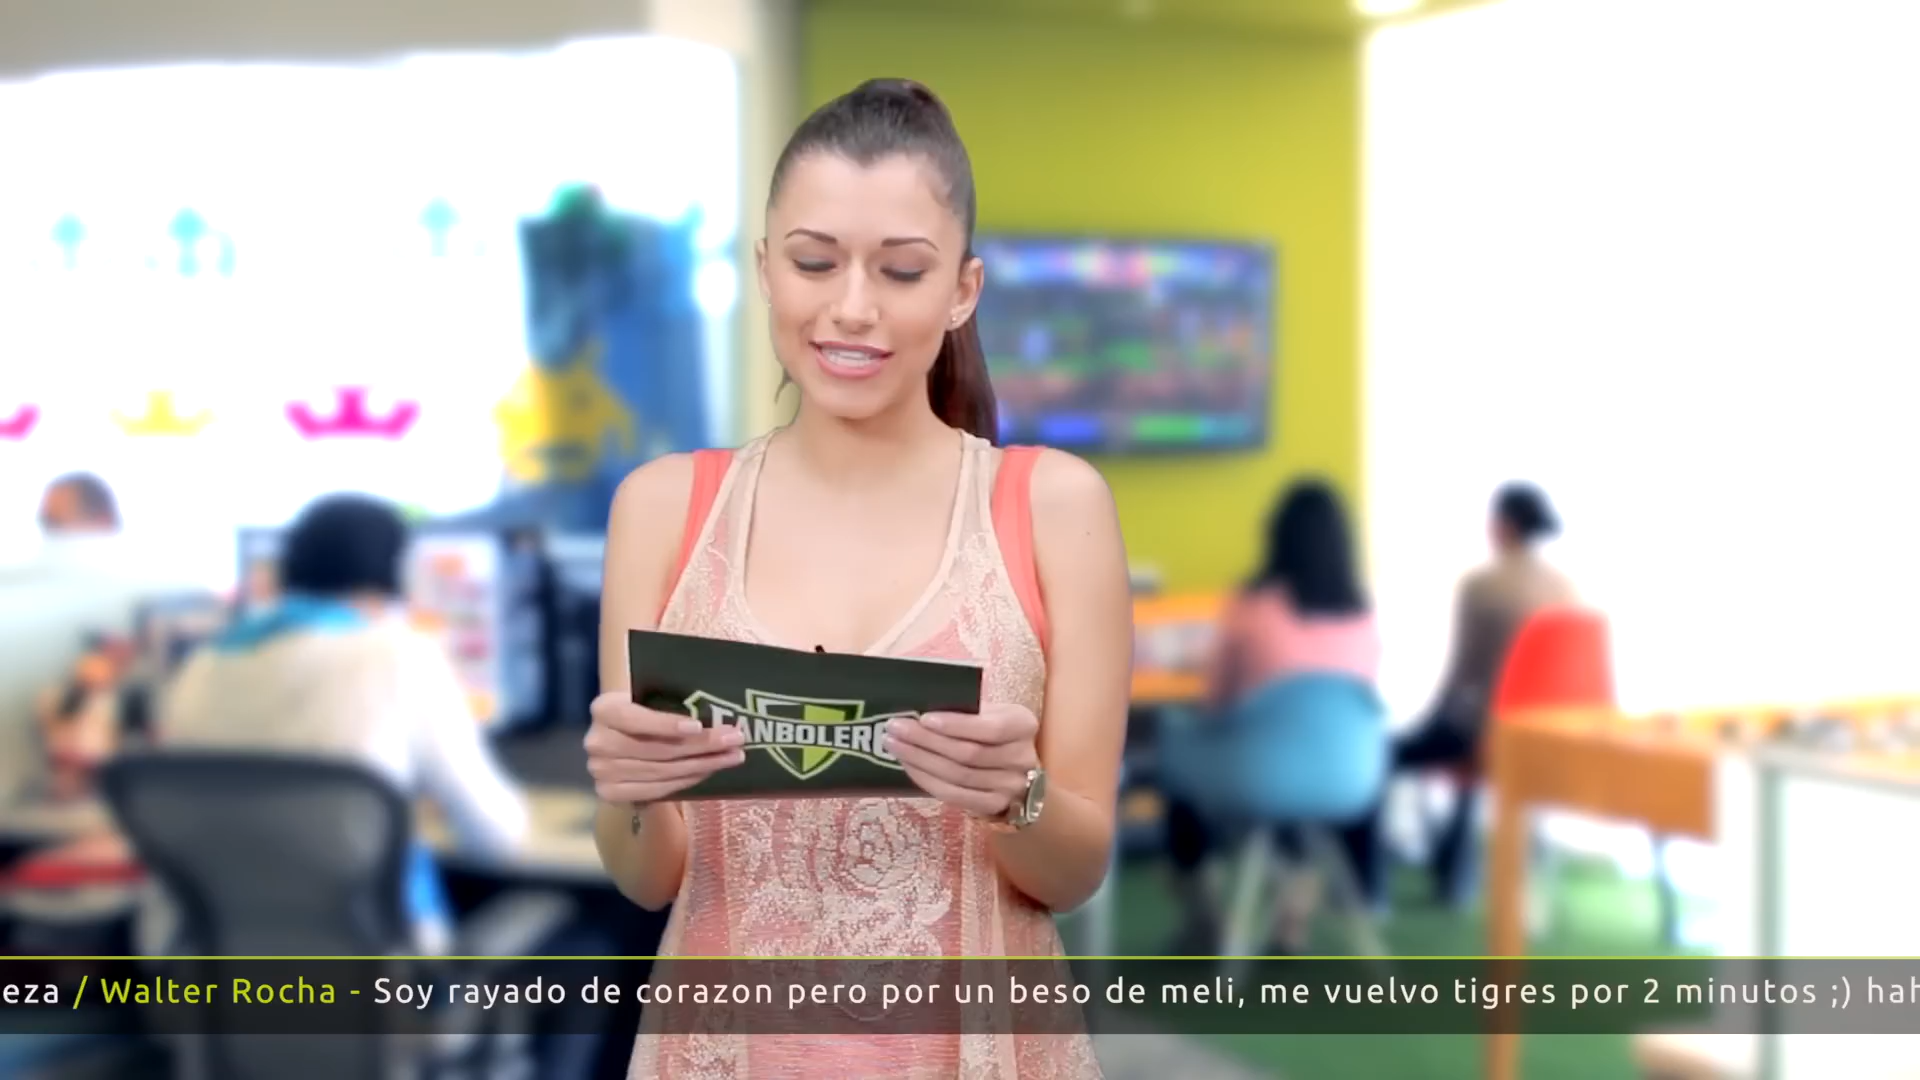 FANBOLERO
eza / Walter Rocha - Soy rayado de corazon pero por un beso de meli, me vuelvo tigres por 2 minutos ;) hah